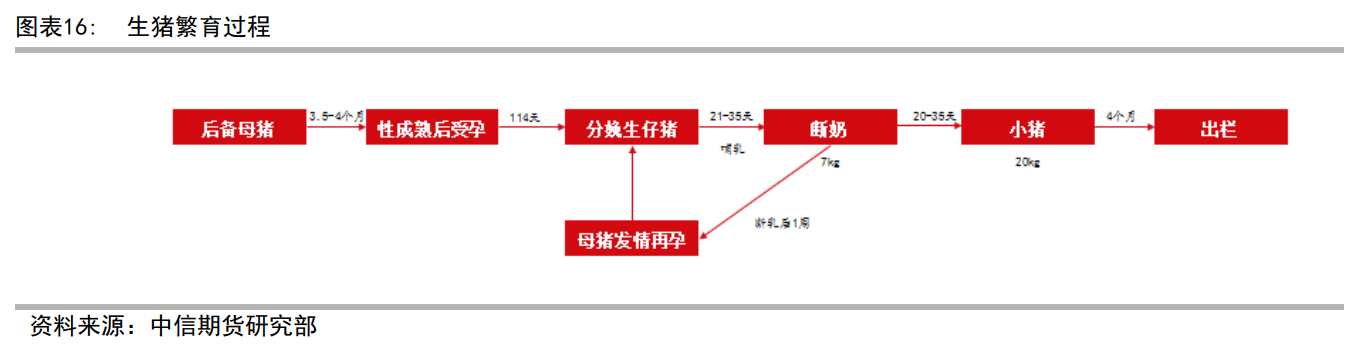 图表16： 生猪繁育过程
后备母猪
3.5-4个月
性成熟后受孕
114天
分娩生仔猪
21-35天
哺乳
断奶
7kg
20-35天
小猪
20kg
4个月
出栏
断乳后1周
母猪发情再孕
资料来源：中信期货研究部